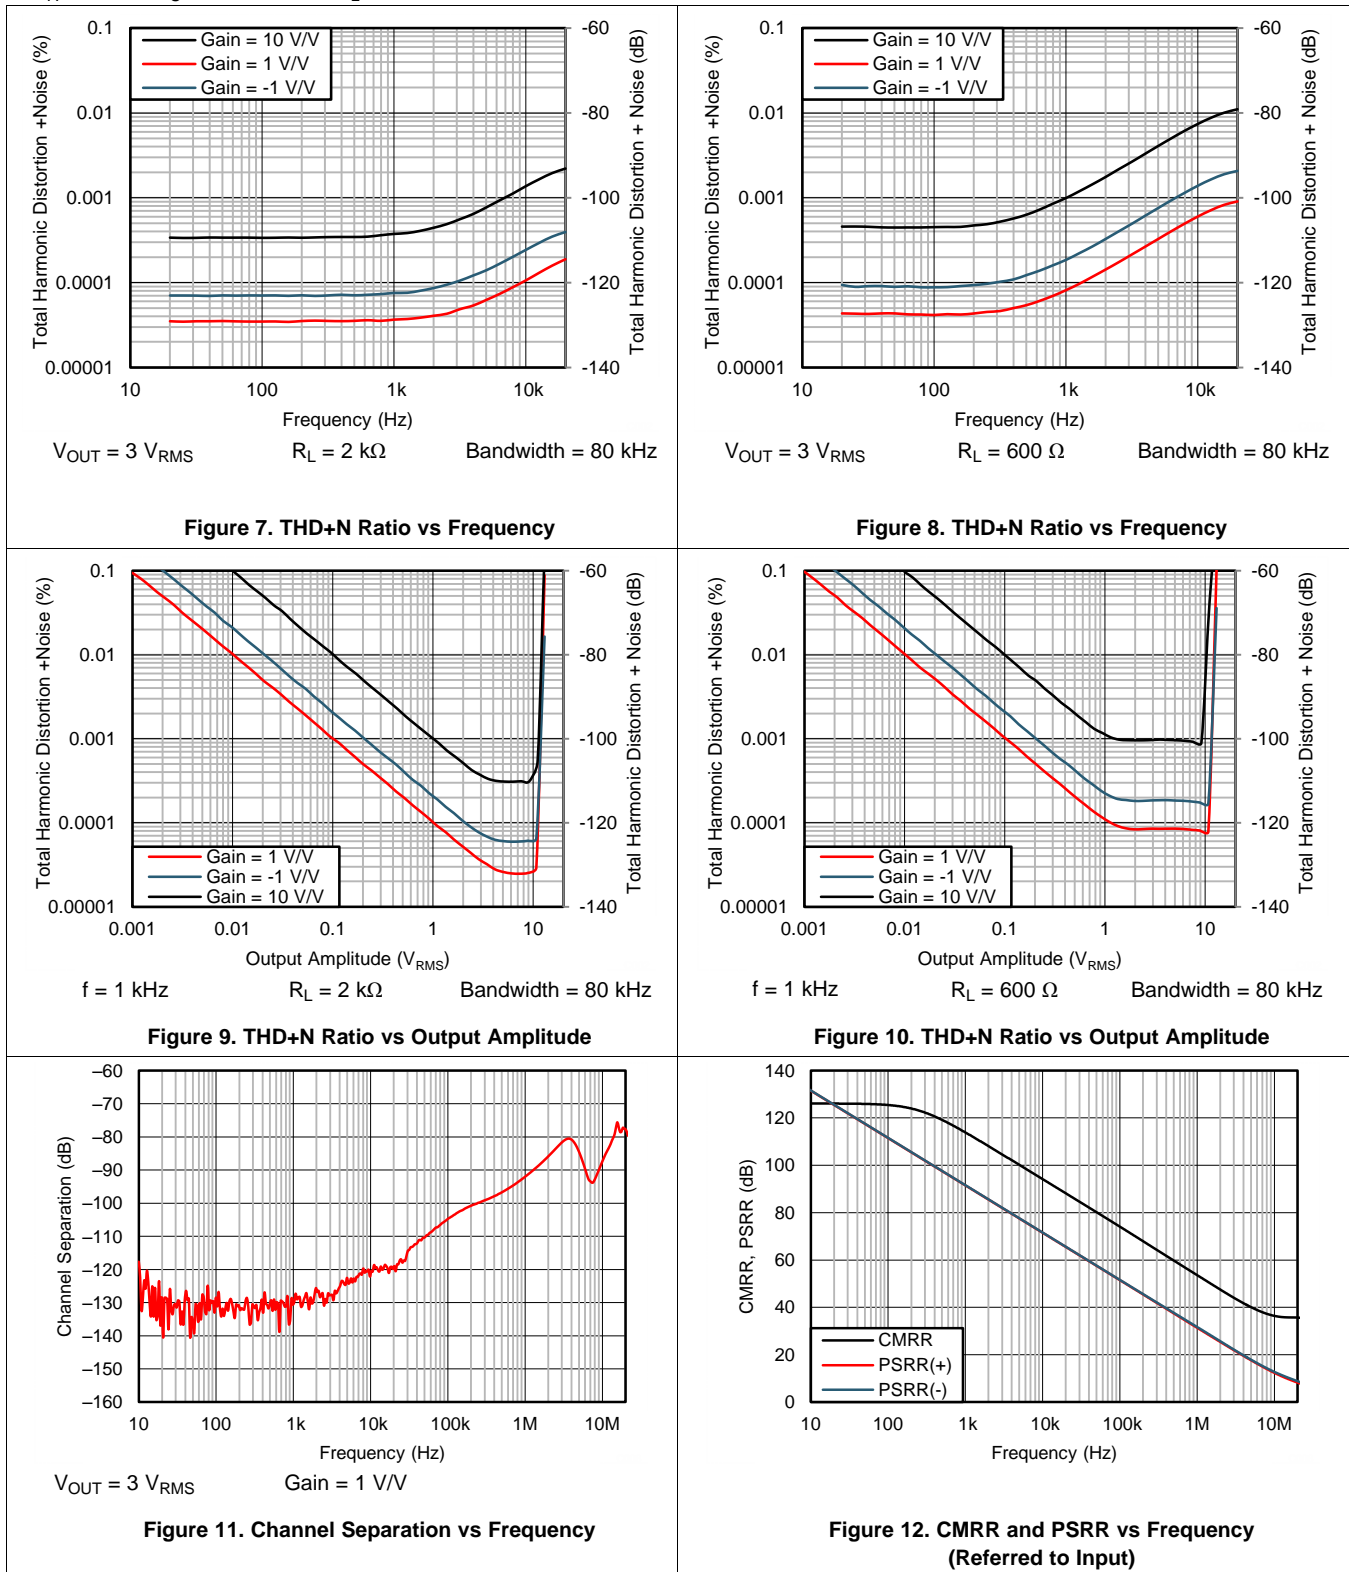 Gain = 10 V/V
Gain = 1 V/V
Gain = -1 V/V
0.1
0.01
0.001
0.0001
0.00001
-60
-80
-100
-120
-140
10
100
1k
10k
Total Harmonic Distortion +Noise (%)
Total Harmonic Distortion + Noise (dB)
Frequency (Hz)
VOUT = 3 VRMS RL = 2 kΩ Bandwidth = 80 kHz
Figure 7. THD+N Ratio vs Frequency
Gain = 10 V/V
Gain = 1 V/V
Gain = -1 V/V
0.1
0.01
0.001
0.0001
0.00001
-60
-80
-100
-120
-140
10
100
1k
10k
Total Harmonic Distortion +Noise (%)
Total Harmonic Distortion + Noise (dB)
Frequency (Hz)
VOUT = 3 VRMS RL = 600 Ω Bandwidth = 80 kHz
Figure 8. THD+N Ratio vs Frequency
0.1
0.01
0.001
0.0001
0.00001
-60
-80
-100
-120
-140
Gain = 1 V/V
Gain = -1 V/V
Gain = 10 V/V
0.001
0.01
0.1
1
10
Total Harmonic Distortion +Noise (%)
Total Harmonic Distortion + Noise (dB)
Output Amplitude (VRMS)
f = 1 kHz RL = 2 kΩ Bandwidth = 80 kHz
Figure 9. THD+N Ratio vs Output Amplitude
0.1
0.01
0.001
0.0001
0.00001
-60
-80
-100
-120
-140
Gain = 1 V/V
Gain = -1 V/V
Gain = 10 V/V
0.001
0.01
0.1
1
10
Total Harmonic Distortion +Noise (%)
Total Harmonic Distortion + Noise (dB)
Output Amplitude (VRMS)
f = 1 kHz RL = 600 Ω Bandwidth = 80 kHz
Figure 10. THD+N Ratio vs Output Amplitude
–60
–70
–80
–90
–100
–110
–120
–130
–140
–150
–160
10
100
1k
10k
100k
1M
10M
Channel Separation (dB)
Frequency (Hz)
VOUT = 3 VRMS Gain = 1 V/V
Figure 11. Channel Separation vs Frequency
140
120
100
80
60
40
20
0
CMRR
PSRR(+)
PSRR(-)
10
100
1k
10k
100k
1M
10M
CMRR, PSRR (dB)
Frequency (Hz)
Figure 12. CMRR and PSRR vs Frequency
(Referred to Input)